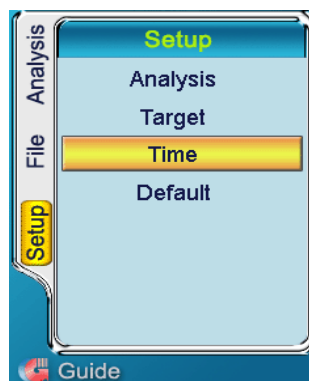 Setup
Analysis
Target
Time
Default
Analysis
File
Setup
Guide